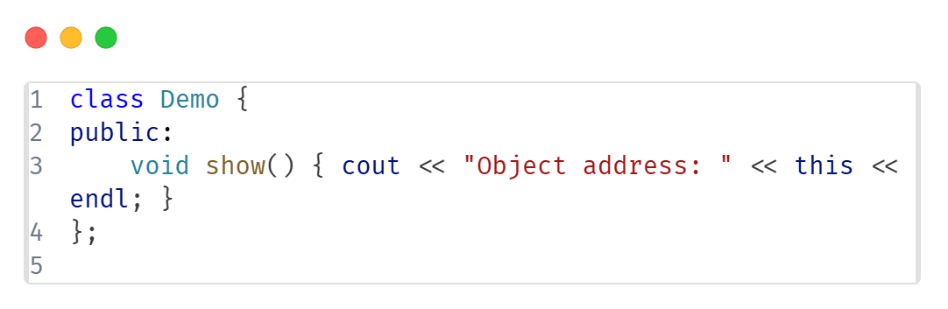 1 class Demo {
2 public:
3     void show() { cout << "Object address: " << this <<
endl; }
4 };
5